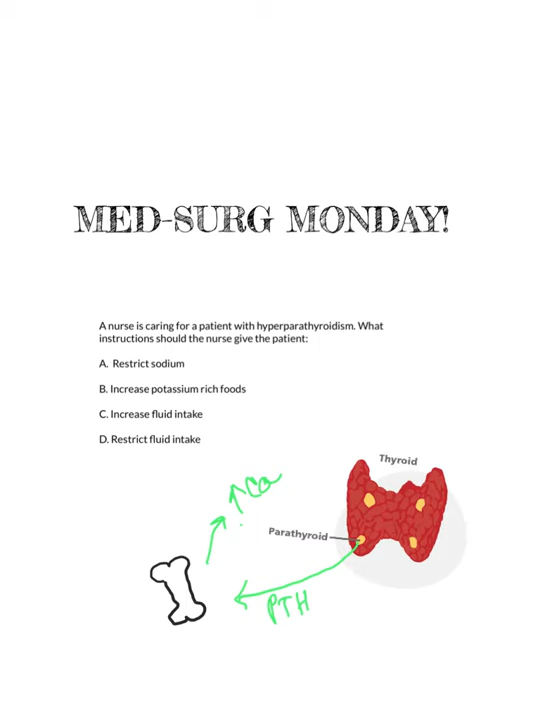 MED-SURG MONDAY!
A nurse is caring for a patient with hyperparathyroidism. What
instructions should the nurse give the patient:
A. Restrict sodium
B. Increase potassium rich foods
C. Increase fluid intake
D. Restrict fluid intake
Thyroid
↑Ca
Parathyroid
PTH